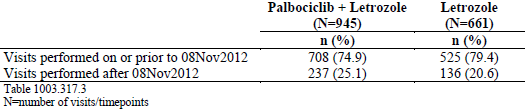 Palbociclib + Letrozole Letrozole
(N=945) (N=661)
n (%) n (%)
Visits performed on or prior to 08Nov2012 708 (74.9) 525 (79.4)
Visits performed after 08Nov2012 237 (25.1) 136 (20.6)
Table 1003.317.3
N=number of visits/timepoints